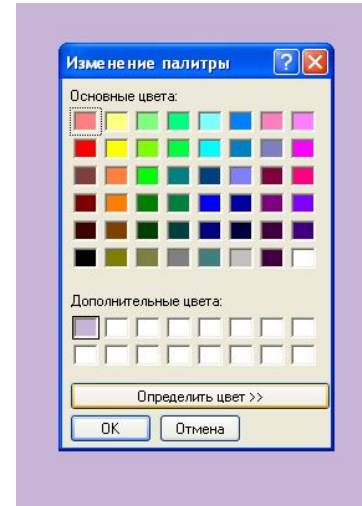 Изменение палитры
Основные цвета:
Дополнительные цвета:
Определить цвет >>
OK
Отмена